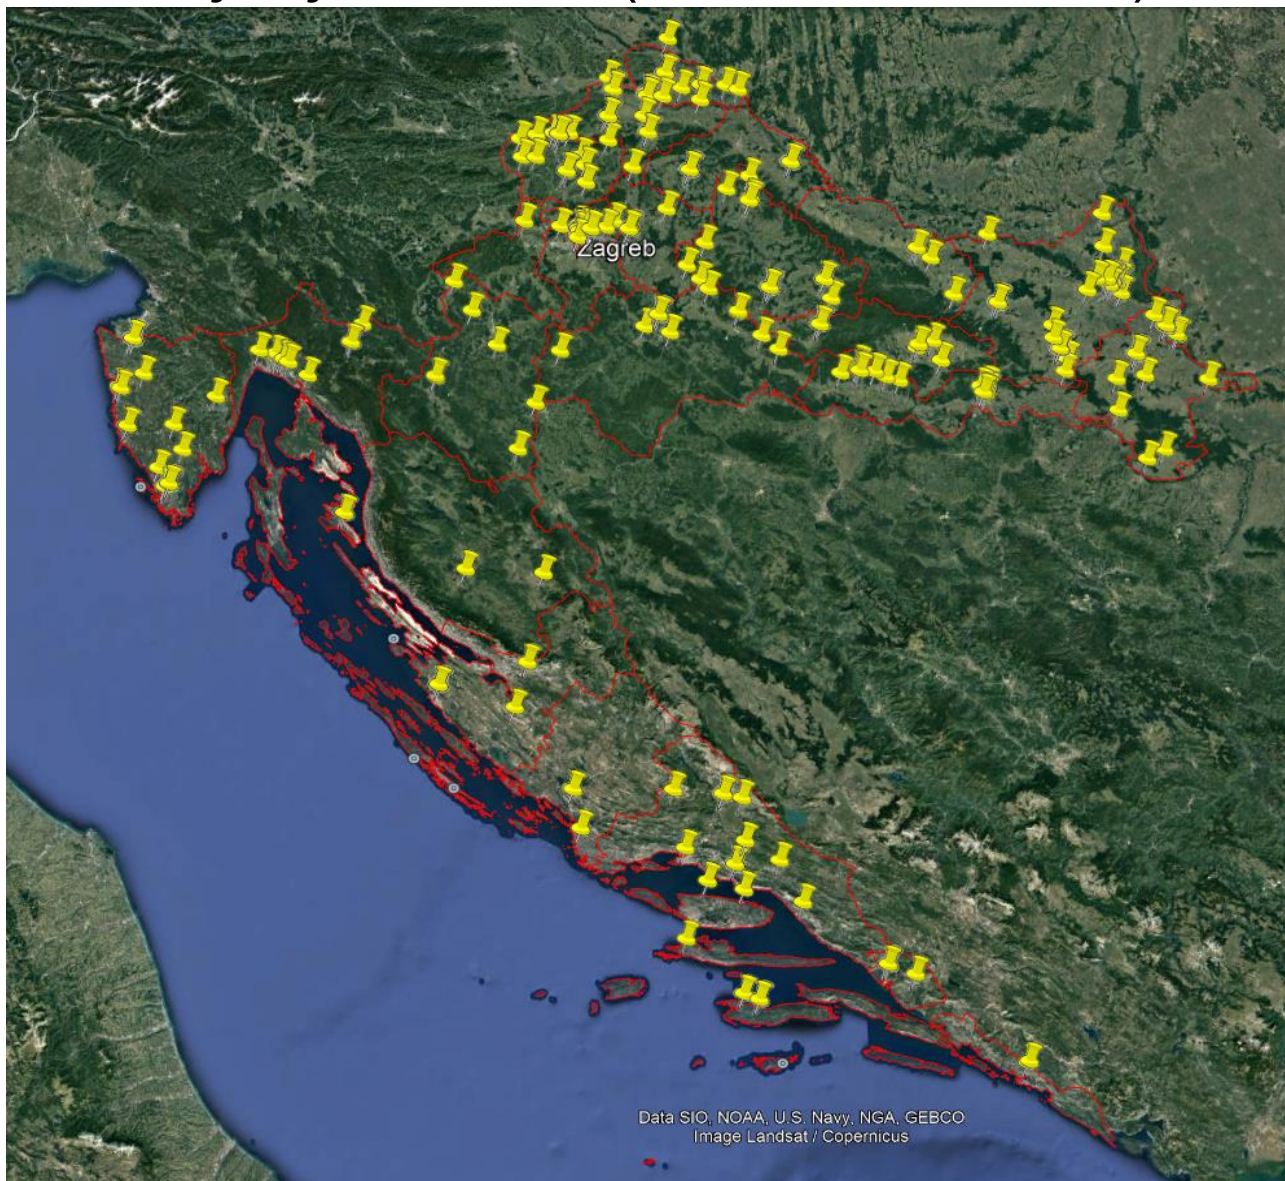 Zagreb
Data SIO, NOAA, U.S. Navy, NGA, GEBCO
Image Landsat / Copernicus